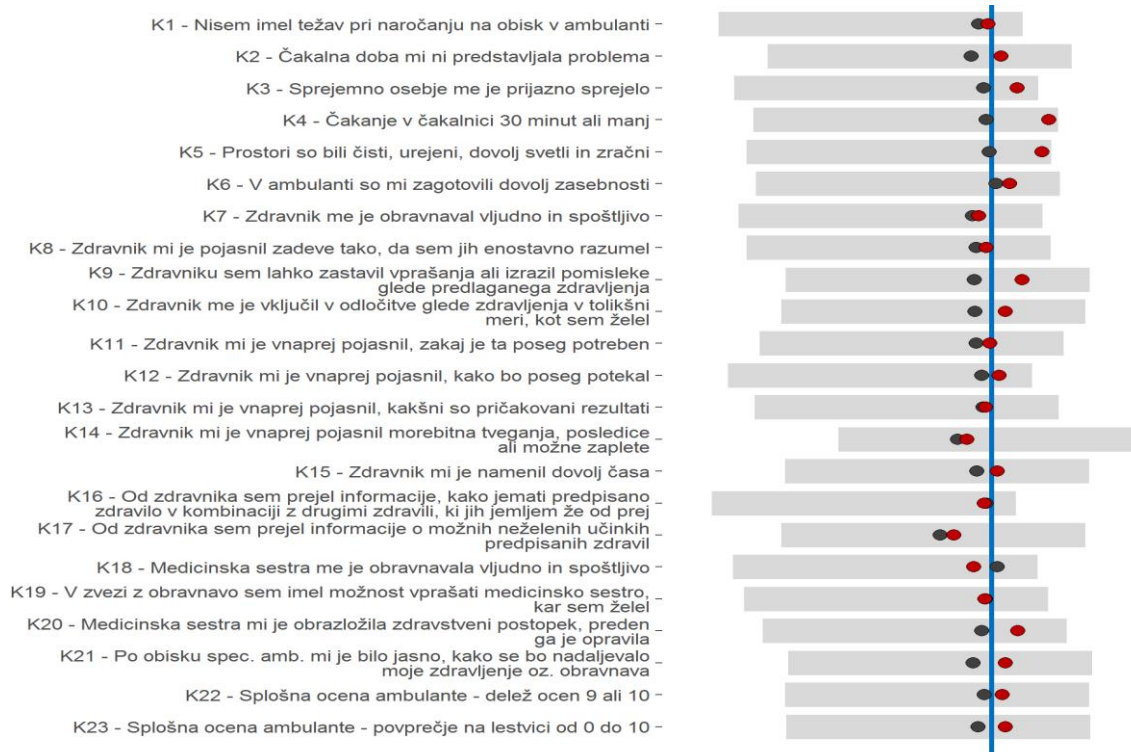 K1 - Nisem imel težav pri naročanju na obisk v ambulanti
K2 - Čakalna doba mi ni predstavljala problema
K3 - Sprejemno osebje me je prijazno sprejelo
K4 - Čakanje v čakalnici 30 minut ali manj
K5 - Prostori so bili čisti, urejeni, dovolj svetli in zračni
K6 - V ambulanti so mi zagotovili dovolj zasebnosti
K7 - Zdravnik me je obravnaval vljudno in spoštljivo
K8 - Zdravnik mi je pojasnil zadeve tako, da sem jih enostavno razumel
K9 - Zdravniku sem lahko zastavil vprašanja ali izrazil pomisleke
glede predlaganega zdravljenja
K10 - Zdravnik me je vključil v odločitve glede zdravljenja v tolikšni
meri, kot sem želel
K11 - Zdravnik mi je vnaprej pojasnil, zakaj je ta poseg potreben
K12 - Zdravnik mi je vnaprej pojasnil, kako bo poseg potekal
K13 - Zdravnik mi je vnaprej pojasnil, kakšni so pričakovani rezultati
K14 - Zdravnik mi je vnaprej pojasnil morebitna tveganja, posledice
ali možne zaplete
K15 - Zdravnik mi je namenil dovolj časa
K16 - Od zdravnika sem prejel informacije, kako jemati predpisano
zdravilo v kombinaciji z drugimi zdravili, ki jih jemljem že od prej
K17 - Od zdravnika sem prejel informacije o možnih neželenih učinkih
predpisanih zdravil
K18 - Medicinska sestra me je obravnavala vljudno in spoštljivo
K19 - V zvezi z obravnavo sem imel možnost vprašati medicinsko sestro,
kar sem želel
K20 - Medicinska sestra mi je obrazložila zdravstveni postopek, preden
ga je opravila
K21 - Po obisku spec. amb. mi je bilo jasno, kako se bo nadaljevalo
moje zdravljenje oz. obravnava
K22 - Splošna ocena ambulante - delež ocen 9 ali 10
K23 - Splošna ocena ambulante - povprečje na lestvici od 0 do 10